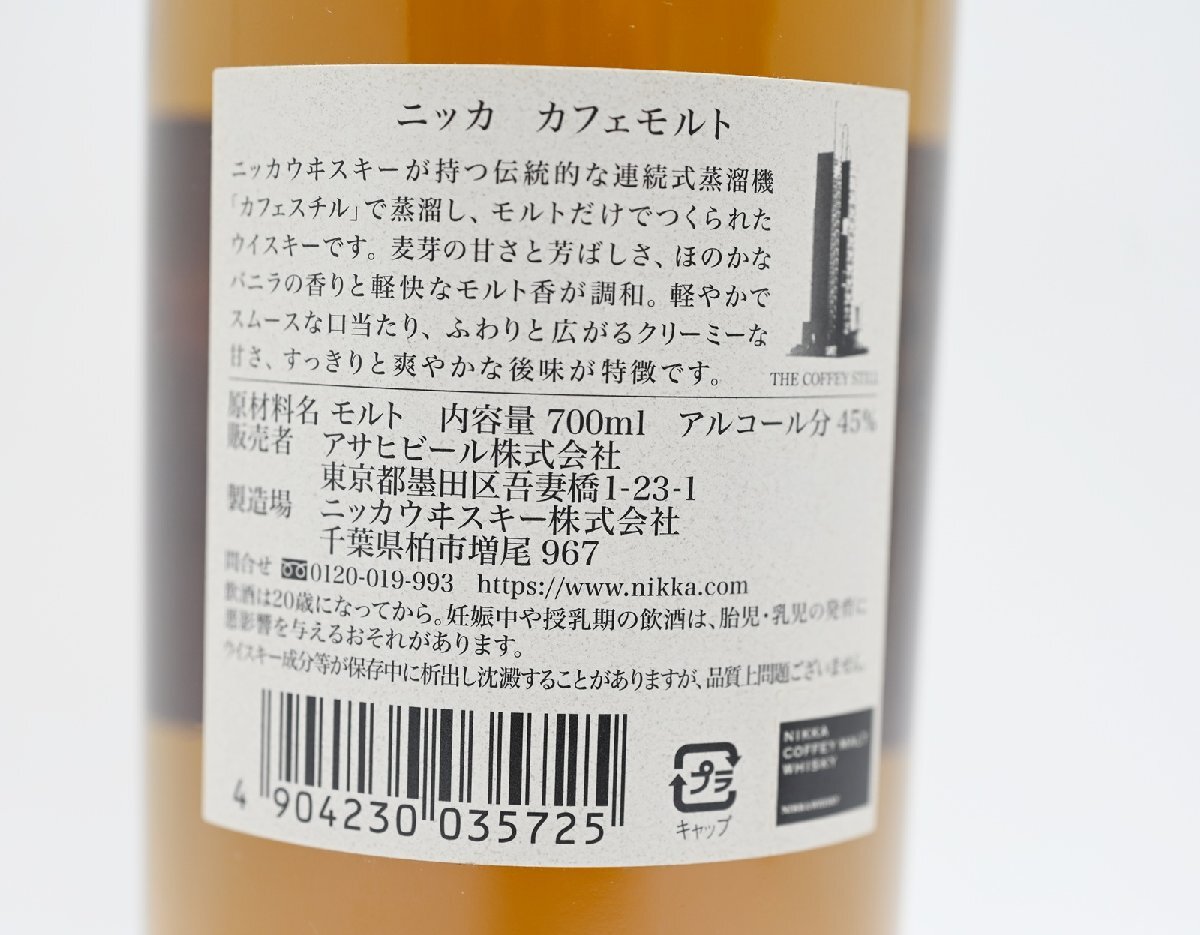 ニッカ カフェモルト
ニッカウヰスキーが持つ伝統的な連続式蒸溜機
「カフェスチル」で蒸溜し、モルトだけでつくられた
ウイスキーです。麦芽の甘さと芳ばしさ、ほのかな
バニラの香りと軽快なモルト香が調和。軽やかで
スムースな口当たり、ふわりと広がるクリーミーな
甘さ、すっきりと爽やかな後味が特徴です。
THE COFFEY STILL
原材料名 モルト 内容量 700ml アルコール分 45%
販売者 アサヒビール株式会社
東京都墨田区吾妻橋1-23-1
製造場 ニッカウヰスキー株式会社
千葉県柏市増尾 967
問合せ 0120-019-993 https://www.nikka.com
飲酒は20歳になってから。妊娠中や授乳期の飲酒は、胎児・乳児の発育に
悪影響を与えるおそれがあります。
ウイスキー成分等が保存中に析出し沈澱することがありますが、品質上問題ございません。
4 904230 035725
プラ
キャップ
NIKKA
COFFEY MALT
WHISKY